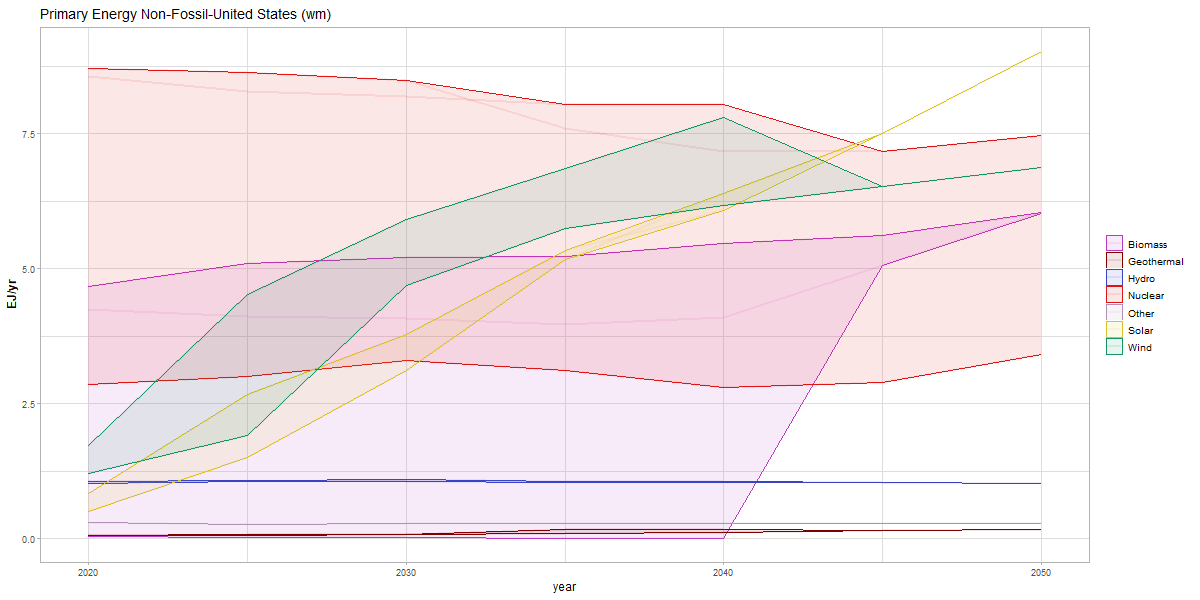 Primary Energy Non-Fossil-United States (wm)
7.5
5.0
2.5
0.0
EJ/yr
2020
2030
2040
2050
year
Biomass
Geothermal
Hydro
Nuclear
Other
Solar
Wind